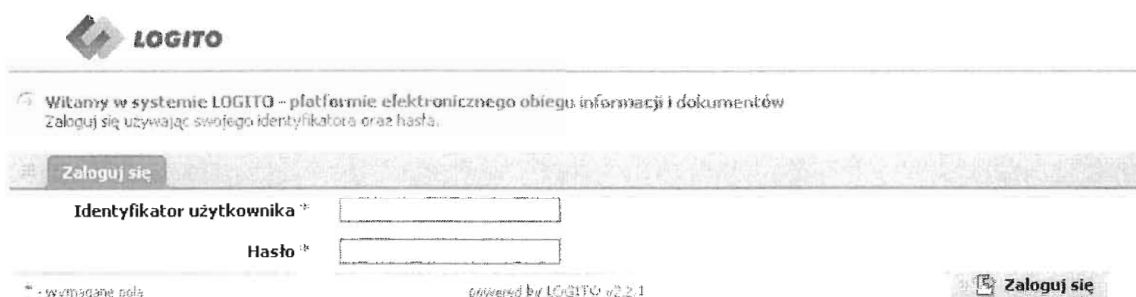 LOGITO
Witamy w systemie LOGITO - platformie elektronicznego obiegu informacji i dokumentów
Zaloguj się używając swojego identyfikatora oraz hasła.
Zaloguj się
Identyfikator użytkownika *
Hasło *
* - wymagane pola
powered by LOGITO v2.2.1
Zaloguj się